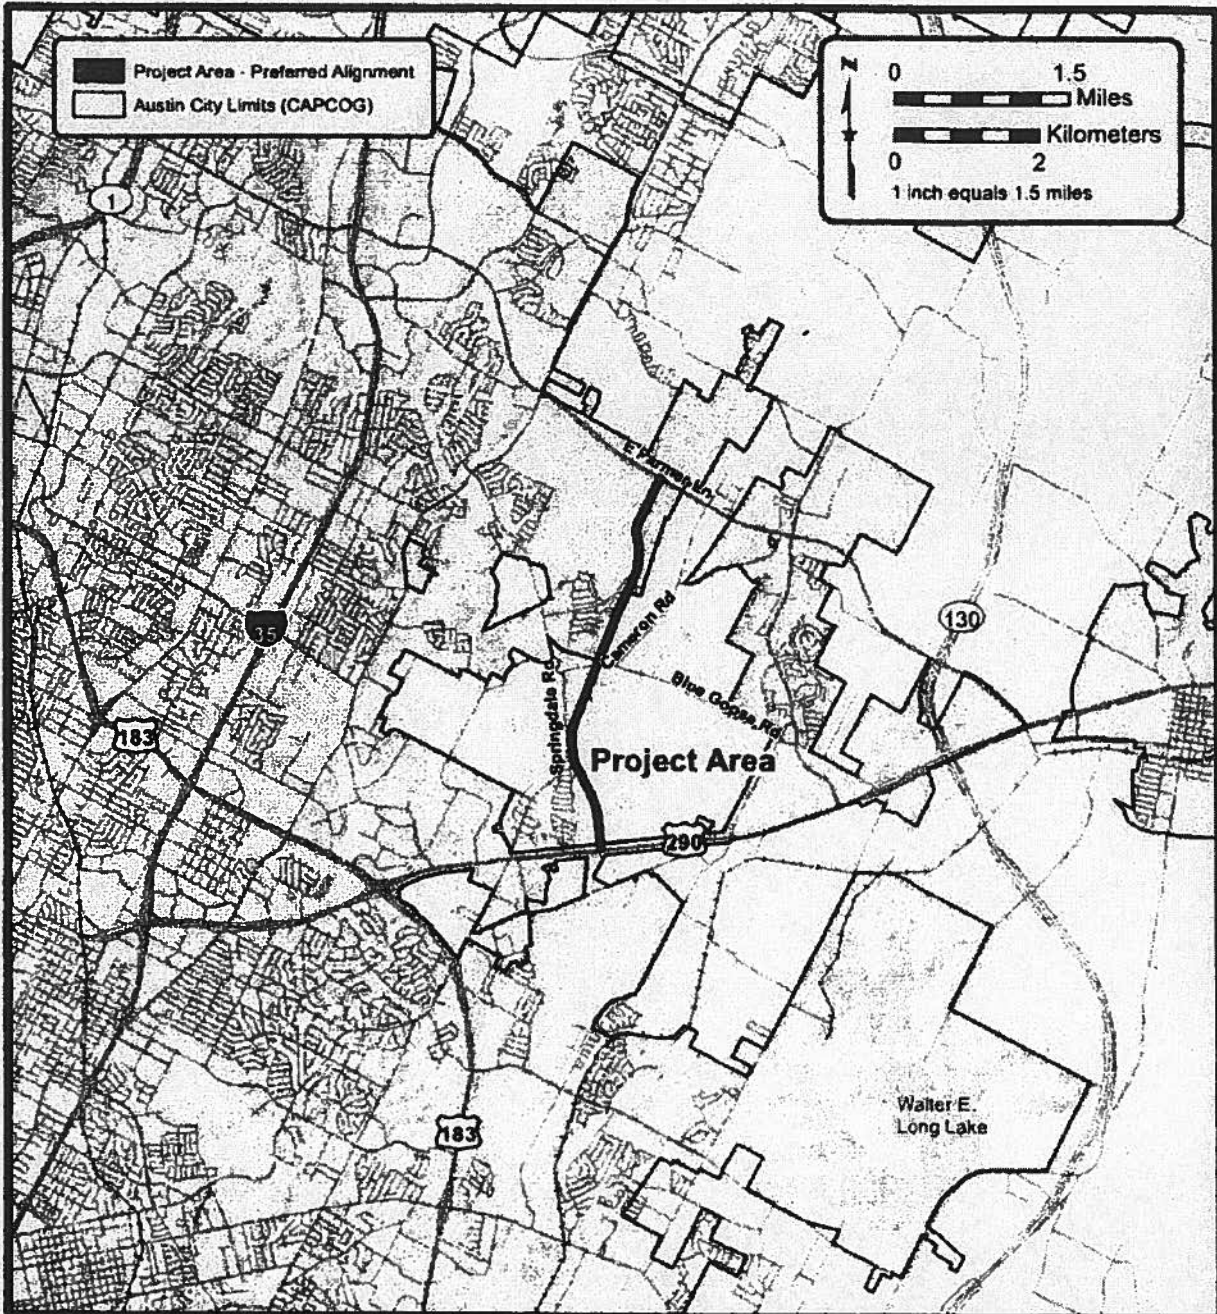 Project Area - Preferred Alignment
Austin City Limits (CAPCOG)
N
0 1.5
Miles
Kilometers
0 2
1 inch equals 1.5 miles
1
E Parmer Ln
35
130
Cameron Rd
Springdale Rd
Blue Goose Rd
183
Project Area
290
Walter E.
Long Lake
183